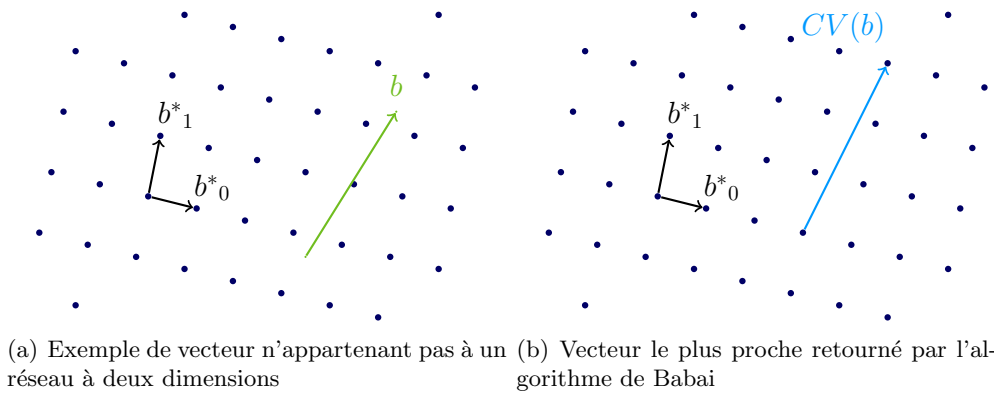 b
b*1
b*0
CV(b)
b*1
b*0
(a) Exemple de vecteur n'appartenant pas à un
réseau à deux dimensions
(b) Vecteur le plus proche retourné par l'al-
gorithme de Babai